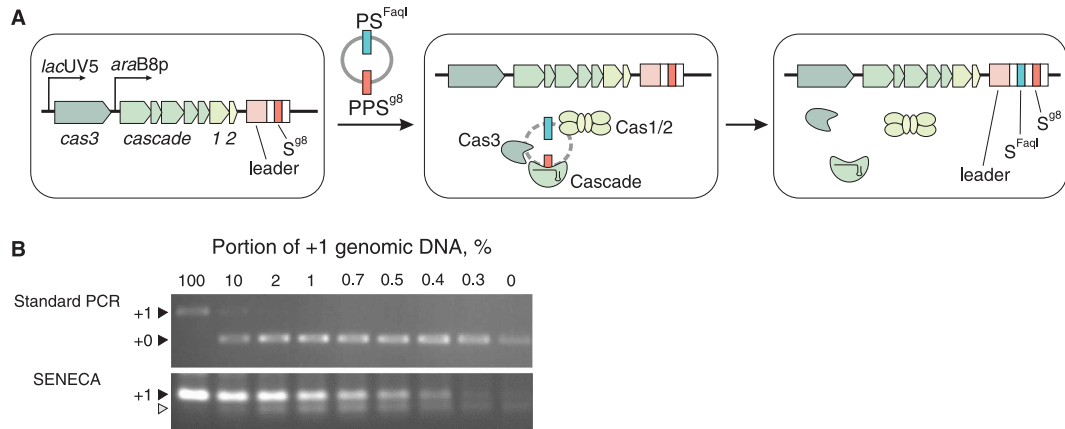 A
lacUV5
araB8p
cas3
cascade
1 2
S^g8
leader
PS^FaqI
PPS^g8
Cas3
Cas1/2
Cascade
S^g8
S^FaqI
leader
B
Portion of +1 genomic DNA, %
100 10 2 1 0.7 0.5 0.4 0.3 0
Standard PCR
+1
+0
SENECA
+1